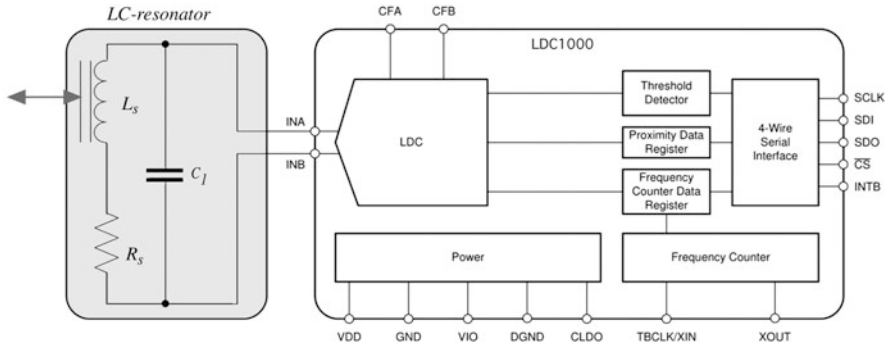 LC-resonator
CFA
CFB
LDC1000
Threshold
Detector
SCLK
Ls
SDI
INA
LDC
Proximity Data
Register
4-Wire
Serial
Interface
SDO
INB
C1
CS
Frequency
Counter Data
Register
INTB
Rs
Power
Frequency Counter
VDD
GND
VIO
DGND
CLDO
TBCLK/XIN
XOUT